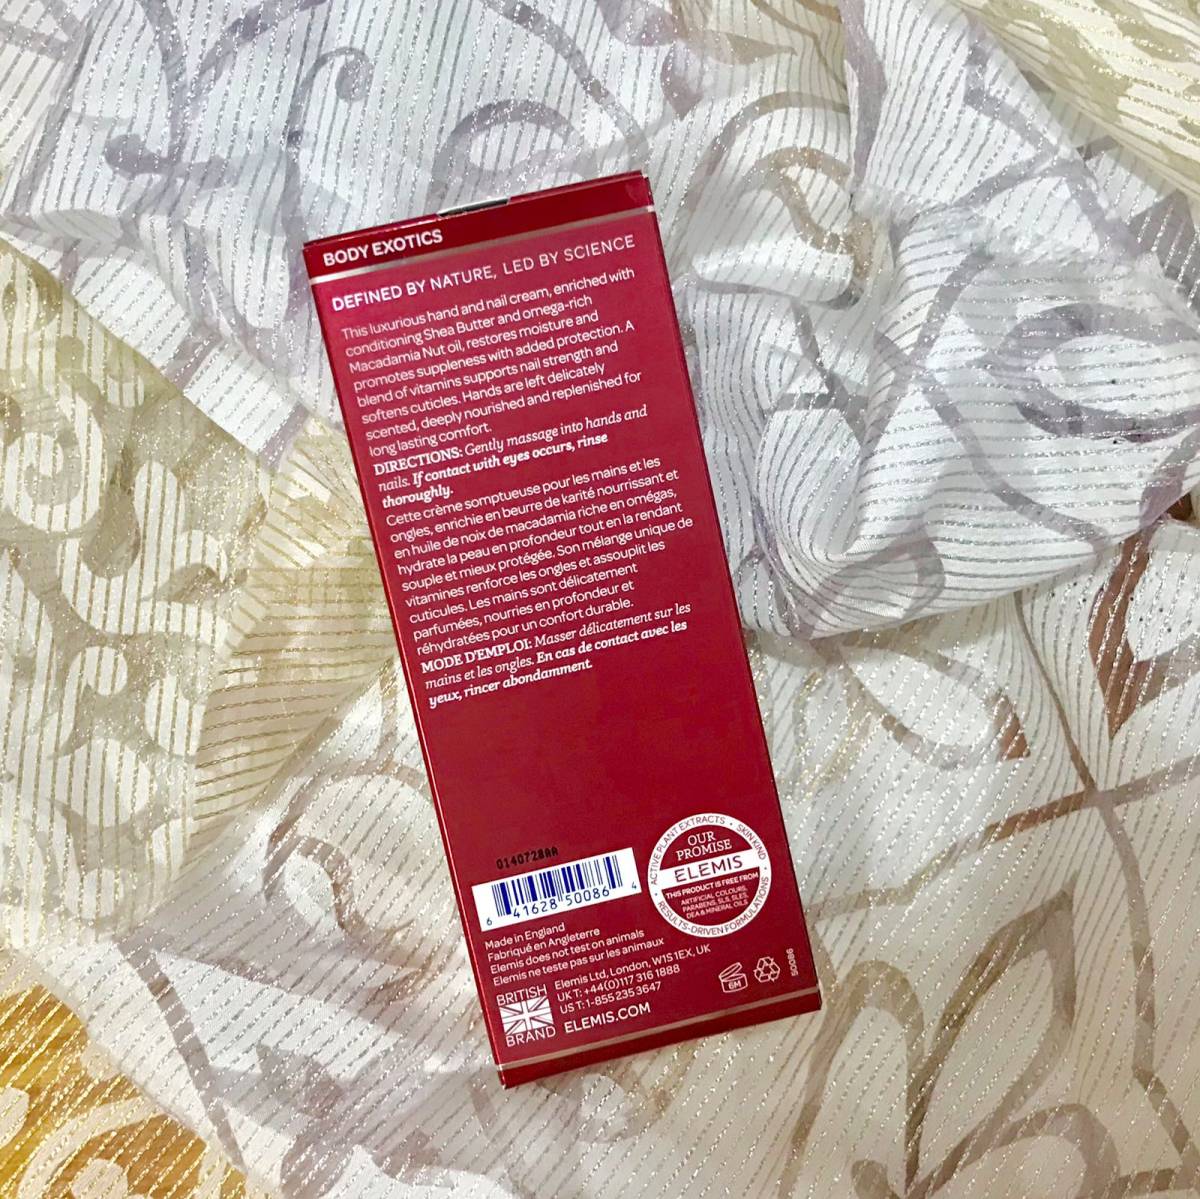 BODY EXOTICS
DEFINED BY NATURE, LED BY SCIENCE
This luxurious hand and nail cream, enriched with
conditioning Shea Butter and omega-rich
Macadamia Nut oil, restores moisture and
promotes suppleness with added protection. A
blend of vitamins supports nail strength and
softens cuticles. Hands are left delicately
scented, deeply nourished and replenished for
long lasting comfort.
DIRECTIONS: Gently massage into hands and
nails. If contact with eyes occurs, rinse
thoroughly.
Cette crème somptueuse pour les mains et les
ongles, enrichie en beurre de karité nourrissant et
en huile de noix de macadamia riche en omégas,
hydrate la peau en profondeur tout en la rendant
souple et mieux protégée. Son mélange unique de
vitamines renforce les ongles et assouplit les
cuticules. Les mains sont délicatement
parfumées, nourries en profondeur et
réhydratées pour un confort durable.
MODE D'EMPLOI: Masser délicatement sur les
mains et les ongles. En cas de contact avec les
yeux, rincer abondamment.
0140728AA
6 41628 50086 4
ACTIVE PLANT EXTRACTS • SKIN KIND • RESULTS-DRIVEN FORMULATIONS •
OUR
PROMISE
ELEMIS
THIS PRODUCT IS FREE FROM
ARTIFICIAL COLOURS,
PARABENS, SLS, SLES,
DEA & MINERAL OILS
Made in England
Fabriqué en Angleterre
Elemis does not test on animals
Elemis ne teste pas sur les animaux
BRITISH
BRAND
Elemis Ltd, London, W1S 1EX, UK
UK T: +44(0)117 316 1888
US T: 1-855 235 3647
ELEMIS.COM
6M
50086